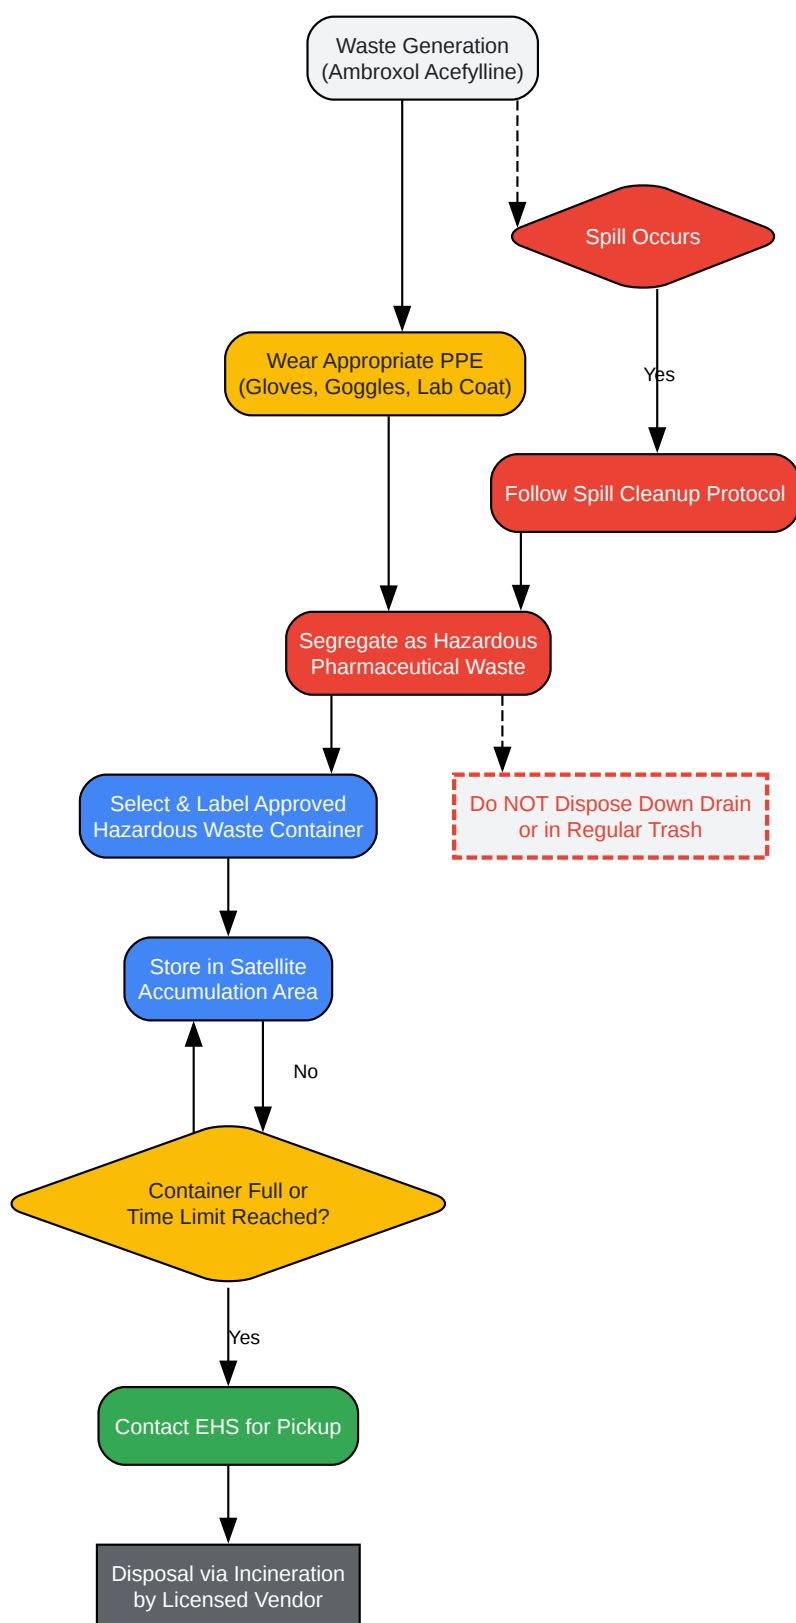 Waste Generation
(Ambroxol Acefylline)
Spill Occurs
Wear Appropriate PPE
(Gloves, Goggles, Lab Coat)
Yes
Follow Spill Cleanup Protocol
Segregate as Hazardous
Pharmaceutical Waste
Select & Label Approved
Hazardous Waste Container
Do NOT Dispose Down Drain
or in Regular Trash
Store in Satellite
Accumulation Area
No
Container Full or
Time Limit Reached?
Yes
Contact EHS for Pickup
Disposal via Incineration
by Licensed Vendor